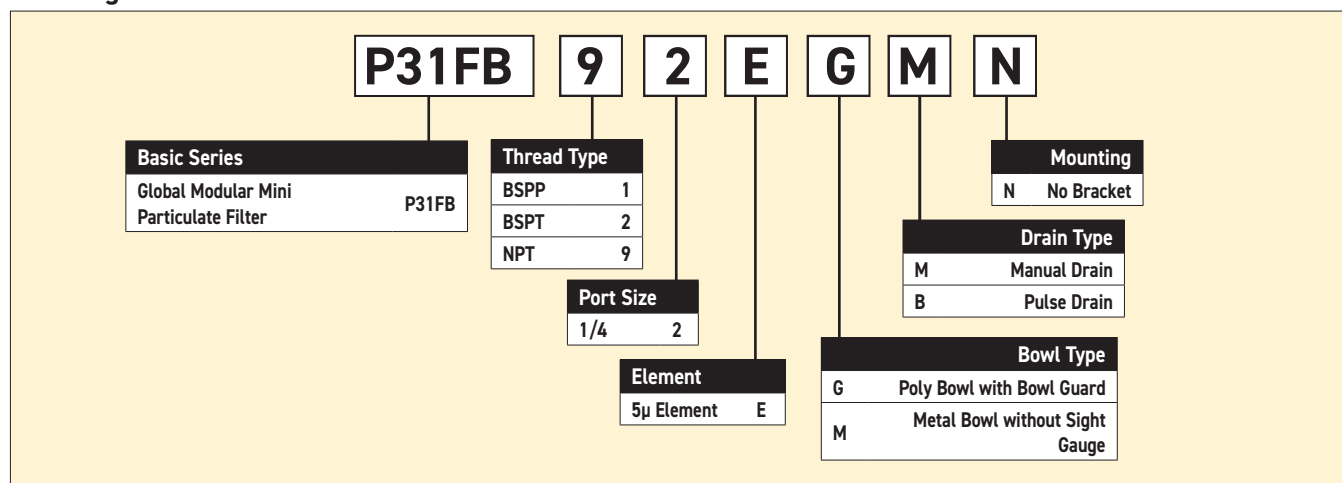 P31FB 9 2 E G M N
Basic Series
Global Modular Mini
Particulate Filter P31FB
Thread Type
BSPP 1
BSPT 2
NPT 9
Port Size
1/4 2
Element
5µ Element E
Mounting
N No Bracket
Drain Type
M Manual Drain
B Pulse Drain
Bowl Type
G Poly Bowl with Bowl Guard
M Metal Bowl without Sight
Gauge